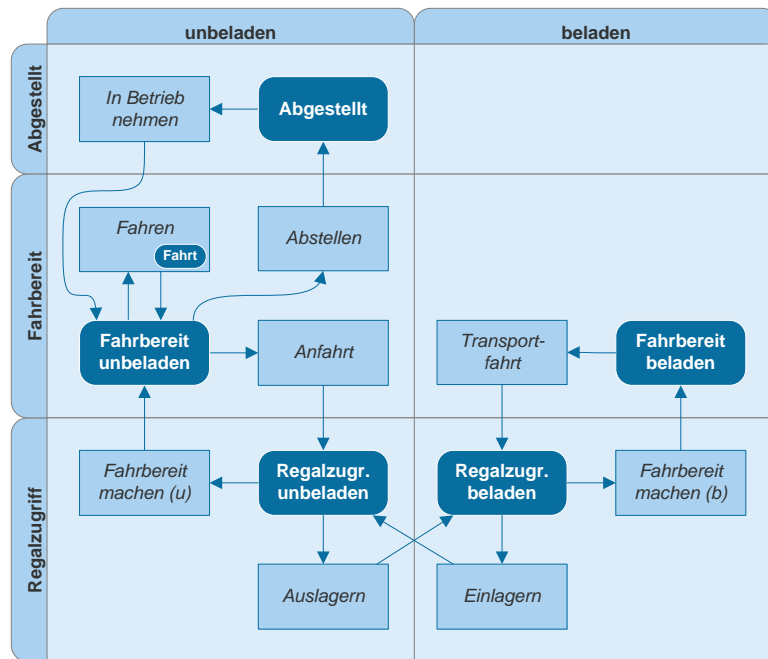 unbeladen
beladen
Abgestellt
In Betrieb
nehmen
Abgestellt
Fahrbereit
Fahren
Fahrt
Abstellen
Fahrbereit
unbeladen
Anfahrt
Transport-
fahrt
Fahrbereit
beladen
Regalzugriff
Fahrbereit
machen (u)
Regalzugr.
unbeladen
Regalzugr.
beladen
Fahrbereit
machen (b)
Auslagern
Einlagern